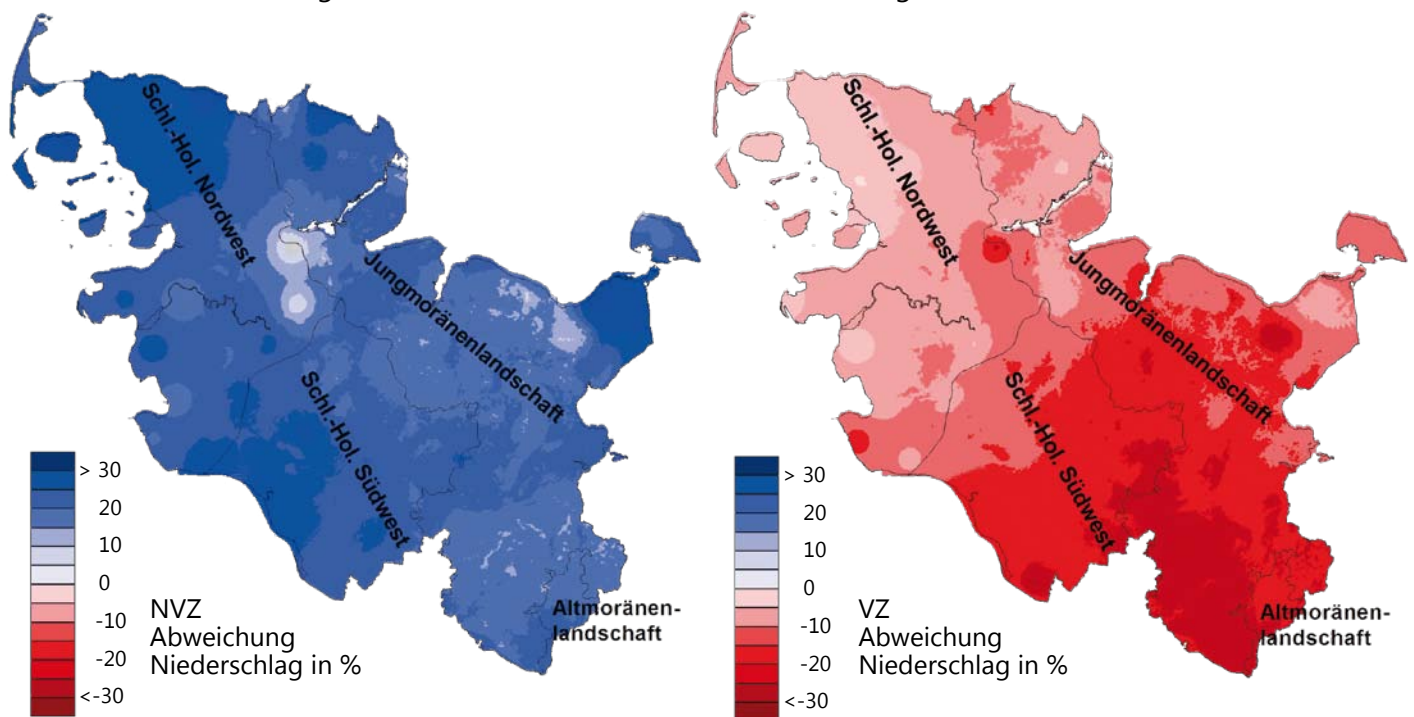 Schl.-Hol. Nordwest
Jungmoränenlandschaft
Schl.-Hol. Südwest
Altmoränen-
landschaft
> 30
20
10
0
-10
-20
<-30
NVZ
Abweichung
Niederschlag in %
Schl.-Hol. Nordwest
Jungmoränenlandschaft
Schl.-Hol. Südwest
Altmoränen-
landschaft
> 30
20
10
0
-10
-20
<-30
VZ
Abweichung
Niederschlag in %